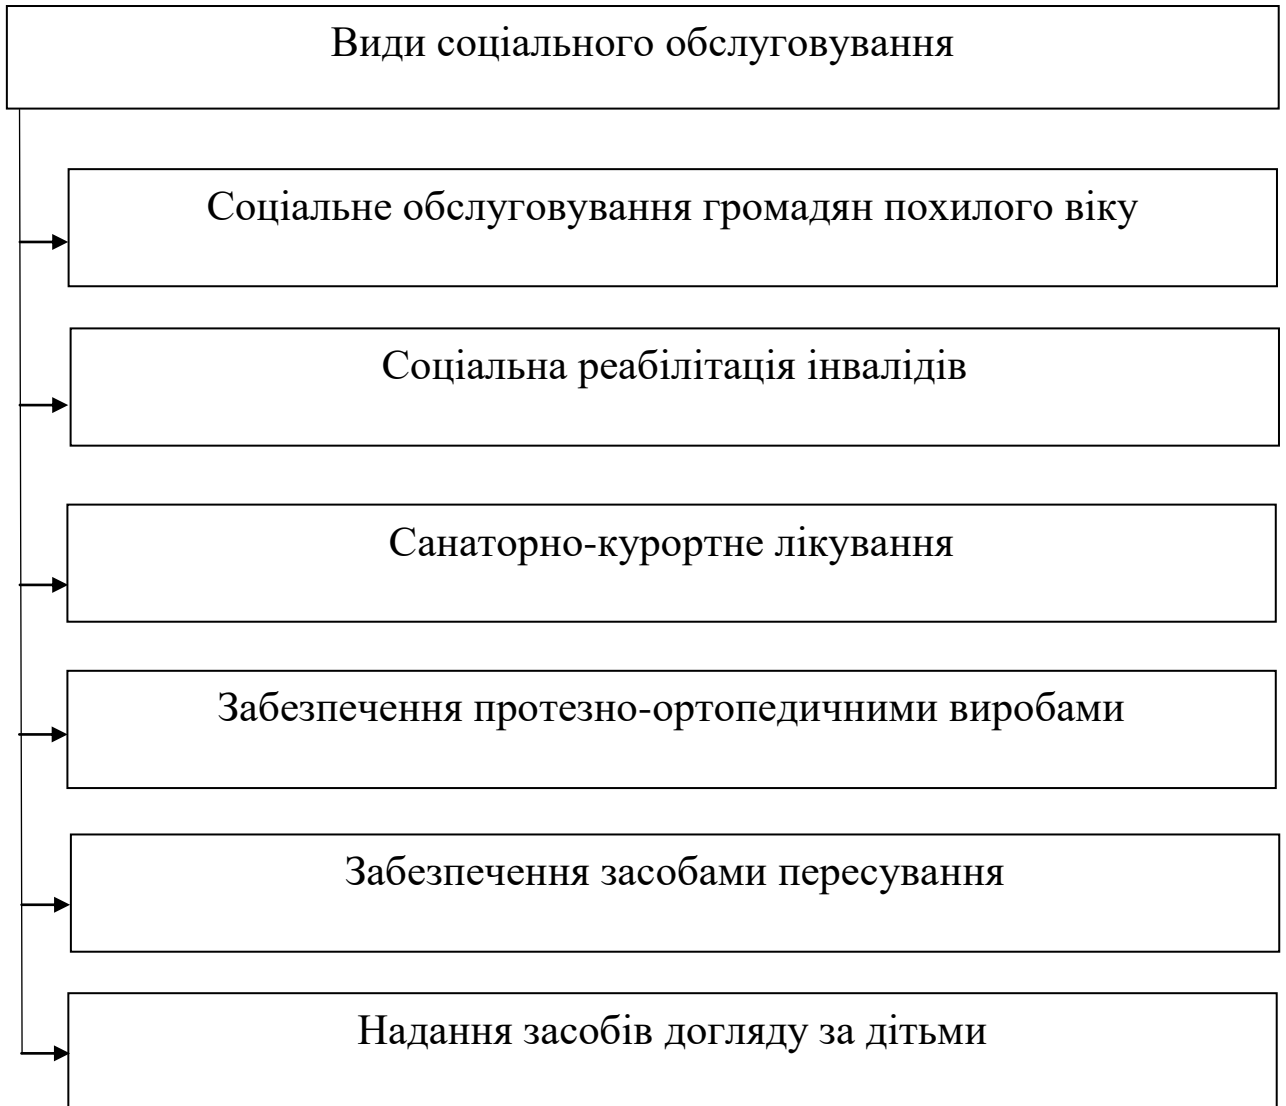 Види соціального обслуговування
Соціальне обслуговування громадян похилого віку
Соціальна реабілітація інвалідів
Санаторно-курортне лікування
Забезпечення протезно-ортопедичними виробами
Забезпечення засобами пересування
Надання засобів догляду за дітьми